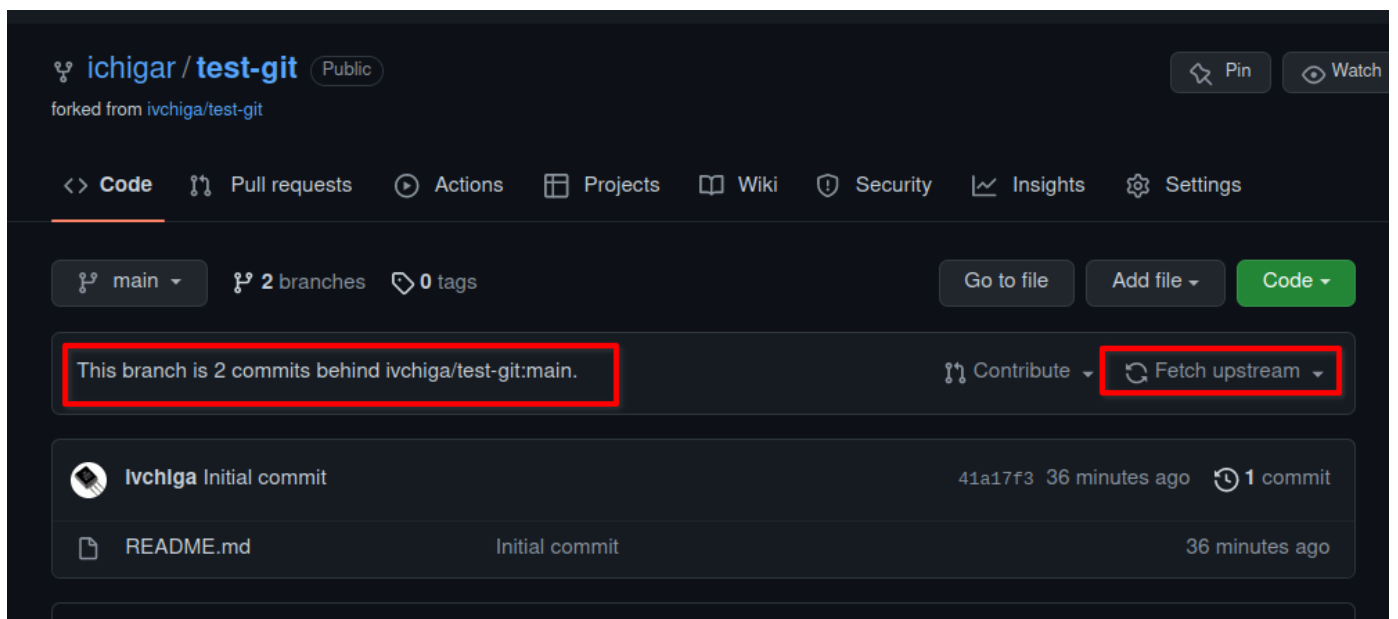 ichigar / test-git Public
Pin
Watch
forked from ivchiga/test-git
Code
Pull requests
Actions
Projects
Wiki
Security
Insights
Settings
main
2 branches
0 tags
Go to file
Add file
Code
This branch is 2 commits behind ivchiga/test-git:main.
Contribute
Fetch upstream
ivchiga Initial commit
41a17f3 36 minutes ago
1 commit
README.md
Initial commit
36 minutes ago